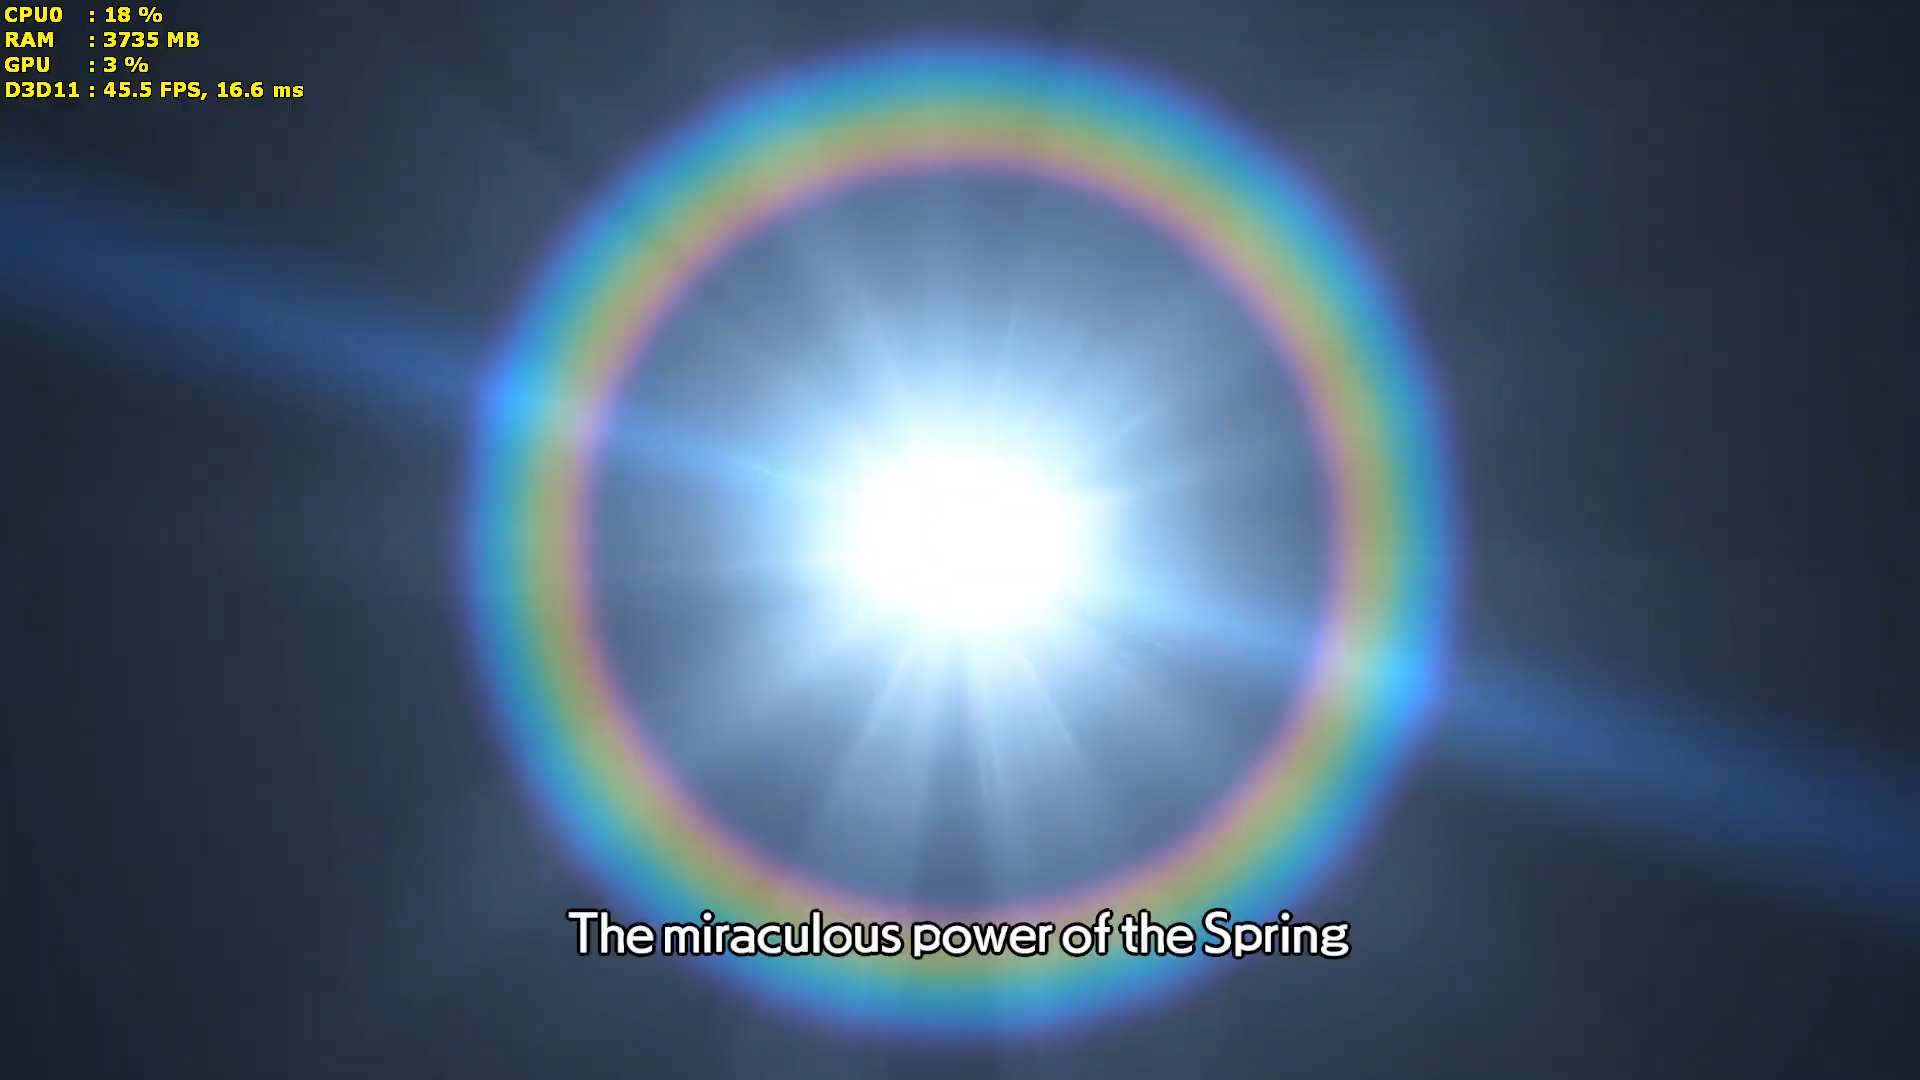 CPU0 : 18 %
RAM : 3735 MB
GPU : 3 %
D3D11 : 45.5 FPS, 16.6 ms
The miraculous power of the Spring